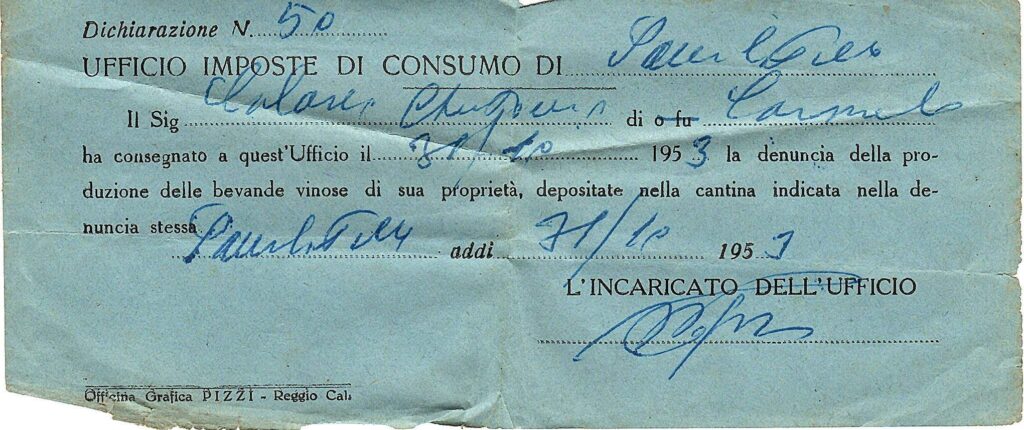 Dichiarazione N. 50
UFFICIO IMPOSTE DI CONSUMO DI
Il Sig di o fu Carmelo
ha consegnato a quest'Ufficio il 31/10 1953 la denuncia della pro-
duzione delle bevande vinose di sua proprietà, depositate nella cantina indicata nella de-
nuncia stessa.
addì 31/10 1953
L'INCARICATO DELL'UFFICIO
Officina Grafica PIZZI - Reggio Cal.